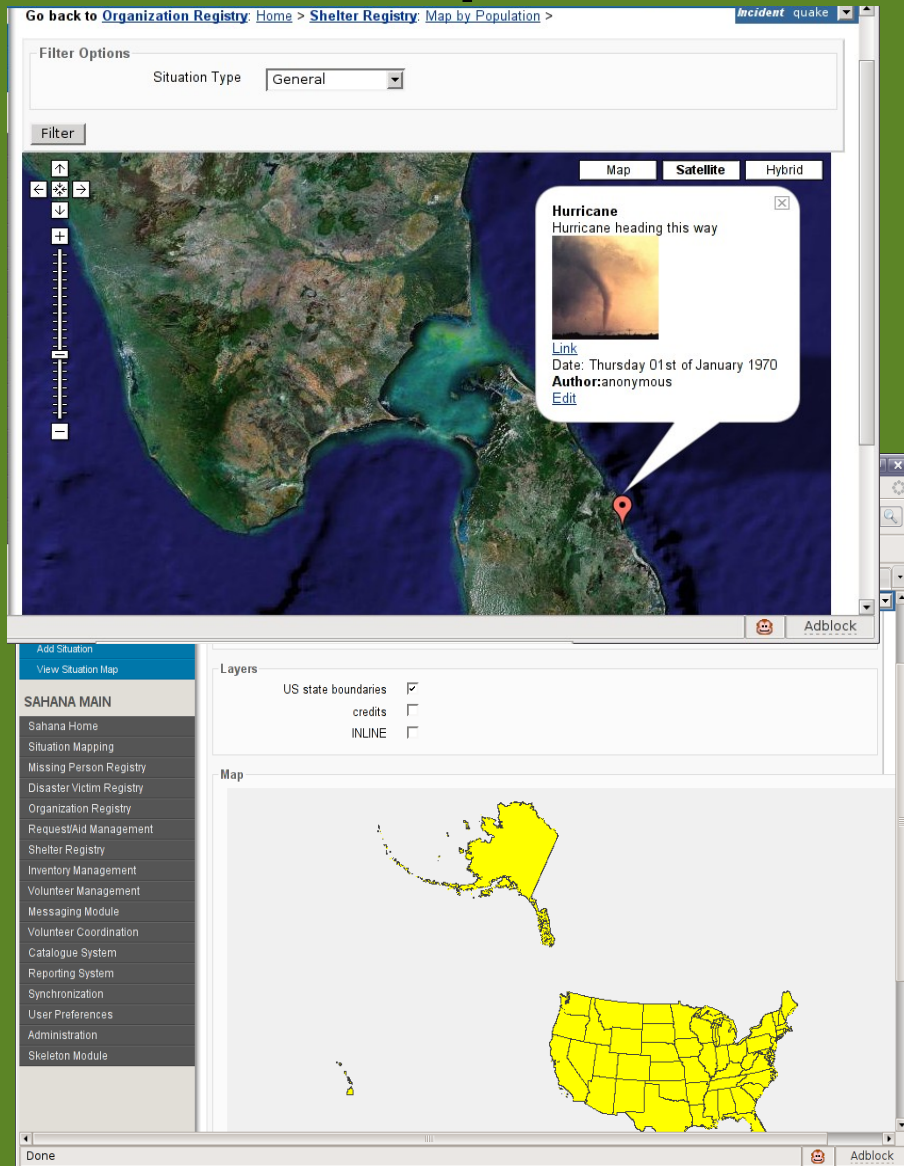 Go back to Organization Registry: Home > Shelter Registry: Map by Population >
Incident quake
Filter Options
Situation Type General
Filter
Map Satellite Hybrid
Hurricane
Hurricane heading this way
Link
Date: Thursday 01st of January 1970
Author:anonymous
Edit
Adblock
Add Situation
View Situation Map
SAHANA MAIN
Sahana Home
Situation Mapping
Missing Person Registry
Disaster Victim Registry
Organization Registry
Request/Aid Management
Shelter Registry
Inventory Management
Volunteer Management
Messaging Module
Volunteer Coordination
Catalogue System
Reporting System
Synchronization
User Preferences
Administration
Skeleton Module
Layers
US state boundaries
credits
INLINE
Map
Done
Adblock